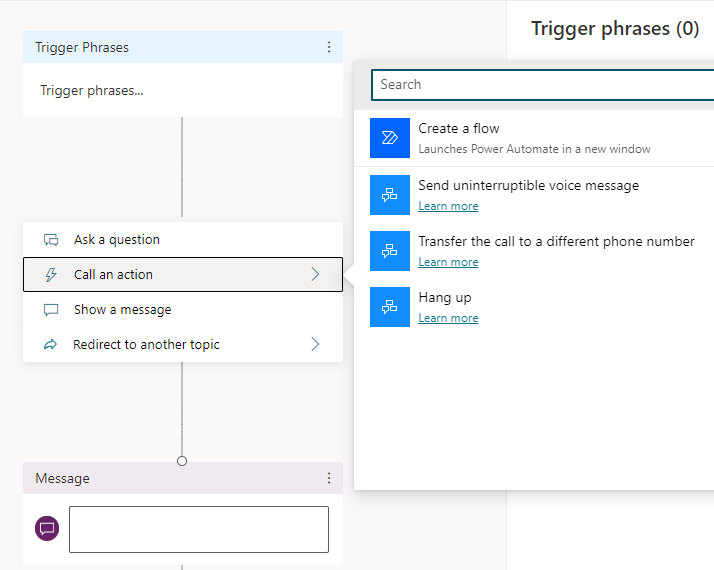 Trigger phrases (0)
Trigger Phrases
Trigger phrases...
Ask a question
Call an action
Show a message
Redirect to another topic
Message
Search
Create a flow
Launches Power Automate in a new window
Send uninterruptible voice message
Learn more
Transfer the call to a different phone number
Learn more
Hang up
Learn more